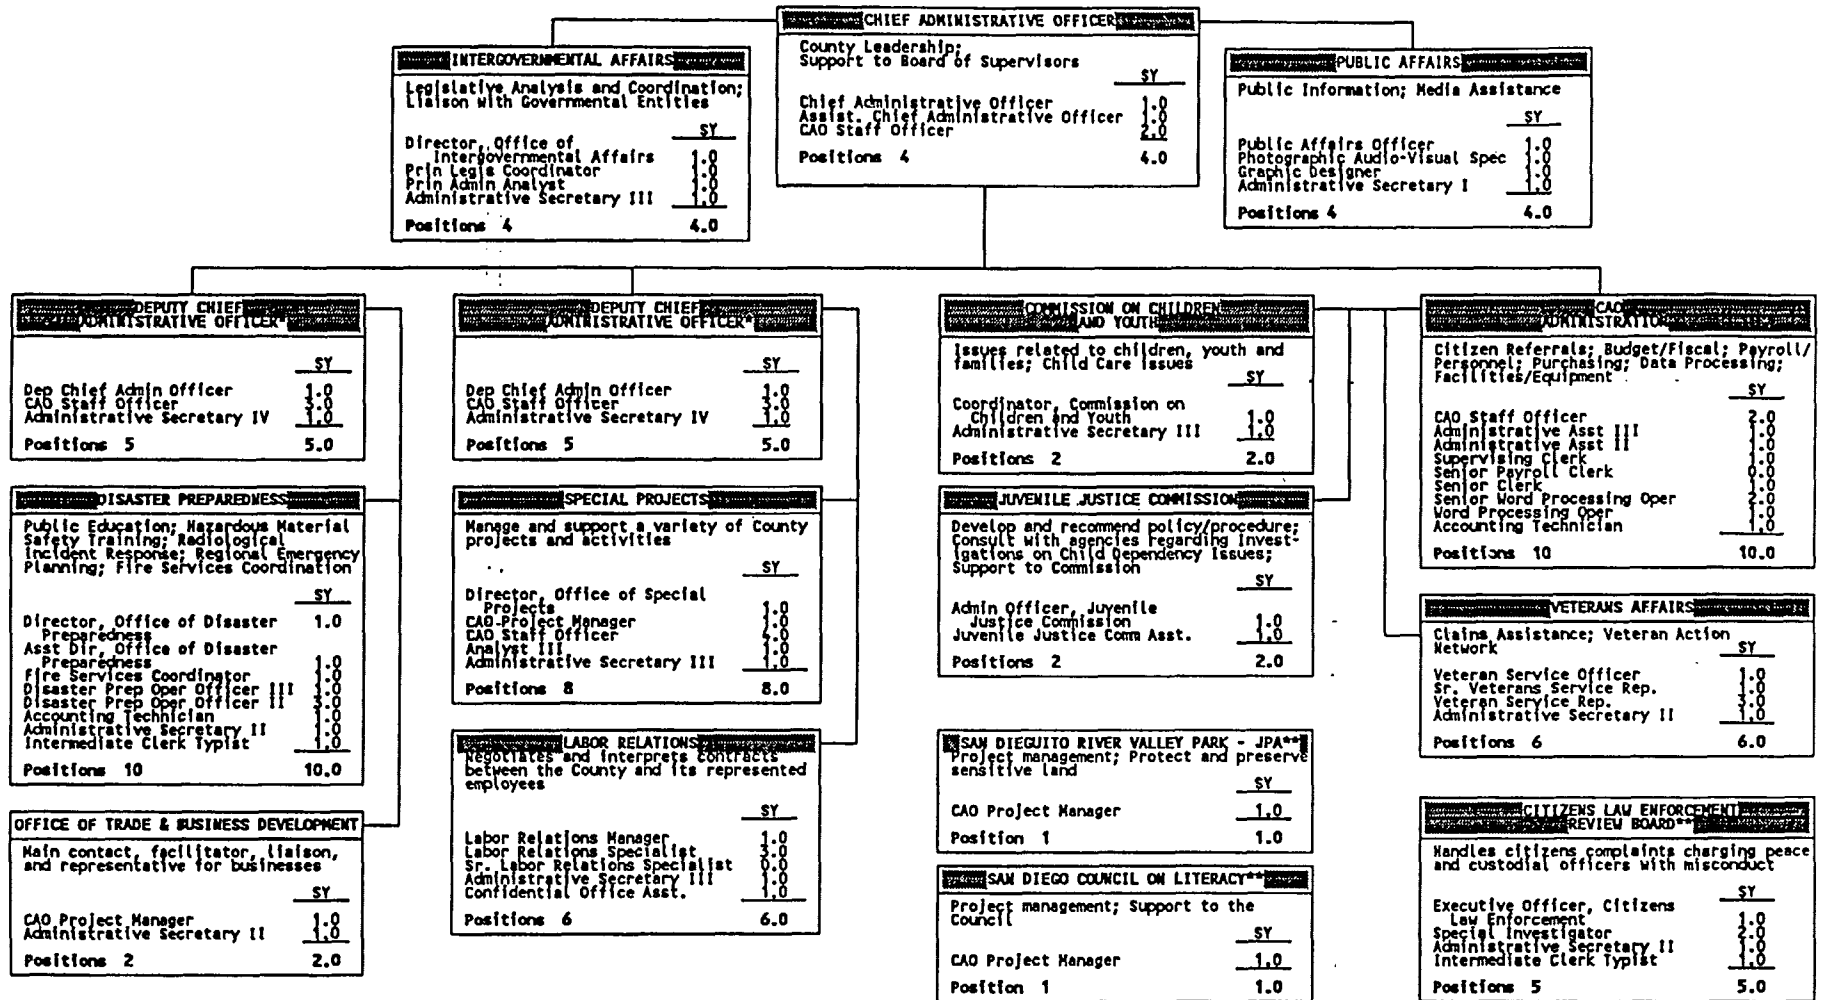 CHIEF ADMINISTRATIVE OFFICER
County Leadership;
Support to Board of Supervisors
SY
Chief Administrative Officer 1.0
Assist. Chief Administrative Officer 1.0
CAO Staff Officer 2.0
Positions 4 4.0
INTERGOVERNMENTAL AFFAIRS
Legislative Analysis and Coordination;
Liaison with Governmental Entities
SY
Director, Office of
Intergovernmental Affairs 1.0
Prin Legis Coordinator 1.0
Prin Admin Analyst 1.0
Administrative Secretary III 1.0
Positions 4 4.0
PUBLIC AFFAIRS
Public Information; Media Assistance
SY
Public Affairs Officer 1.0
Photographic Audio-Visual Spec 1.0
Graphic Designer 1.0
Administrative Secretary I 1.0
Positions 4 4.0
DEPUTY CHIEF
ADMINISTRATIVE OFFICER*
SY
Dep Chief Admin Officer 1.0
CAO Staff Officer 3.0
Administrative Secretary IV 1.0
Positions 5 5.0
DISASTER PREPAREDNESS
Public Education; Hazardous Material
Safety Training; Radiological
Incident Response; Regional Emergency
Planning; Fire Services Coordination
SY
Director, Office of Disaster 1.0
Preparedness
Asst Dir, Office of Disaster
Preparedness 1.0
Fire Services Coordinator 1.0
Disaster Prep Oper Officer III 1.0
Disaster Prep Oper Officer II 3.0
Accounting Technician 1.0
Administrative Secretary II 1.0
Intermediate Clerk Typist 1.0
Positions 10 10.0
OFFICE OF TRADE & BUSINESS DEVELOPMENT
Main contact, facilitator, liaison,
and representative for businesses
SY
CAO Project Manager 1.0
Administrative Secretary II 1.0
Positions 2 2.0
DEPUTY CHIEF
ADMINISTRATIVE OFFICER*
SY
Dep Chief Admin Officer 1.0
CAO Staff Officer 3.0
Administrative Secretary IV 1.0
Positions 5 5.0
SPECIAL PROJECTS
Manage and support a variety of County
projects and activities
SY
Director, Office of Special
Projects 1.0
CAO-Project Manager 1.0
CAO Staff Officer 4.0
Analyst III 1.0
Administrative Secretary III 1.0
Positions 8 8.0
LABOR RELATIONS
Negotiates and interprets contracts
between the County and its represented
employees
SY
Labor Relations Manager 1.0
Labor Relations Specialist 3.0
Sr. Labor Relations Specialist 0.0
Administrative Secretary III 1.0
Confidential Office Asst. 1.0
Positions 6 6.0
COMMISSION ON CHILDREN
AND YOUTH
Issues related to children, youth and
families; Child Care issues
SY
Coordinator, Commission on
Children and Youth 1.0
Administrative Secretary III 1.0
Positions 2 2.0
JUVENILE JUSTICE COMMISSION
Develop and recommend policy/procedure;
Consult with agencies regarding Invest-
igations on Child Dependency Issues;
Support to Commission
SY
Admin Officer, Juvenile
Justice Commission 1.0
Juvenile Justice Comm Asst. 1.0
Positions 2 2.0
SAN DIEGUITO RIVER VALLEY PARK - JPA**
Project management; Protect and preserve
sensitive land
SY
CAO Project Manager 1.0
Position 1 1.0
SAN DIEGO COUNCIL ON LITERACY**
Project management; Support to the
Council
SY
CAO Project Manager 1.0
Position 1 1.0
CAO
ADMINISTRATION
Citizen Referrals; Budget/Fiscal; Payroll/
Personnel; Purchasing; Data Processing;
Facilities/Equipment
SY
CAO Staff Officer 2.0
Administrative Asst III 1.0
Administrative Asst II 1.0
Supervising Clerk 1.0
Senior Payroll Clerk 0.0
Senior Clerk 1.0
Senior Word Processing Oper 2.0
Word Processing Oper 1.0
Accounting Technician 1.0
Positions 10 10.0
VETERANS AFFAIRS
Claims Assistance; Veteran Action
Network
SY
Veteran Service Officer 1.0
Sr. Veterans Service Rep. 1.0
Veteran Service Rep. 3.0
Administrative Secretary II 1.0
Positions 6 6.0
CITIZENS LAW ENFORCEMENT
REVIEW BOARD**
Handles citizens complaints charging peace
and custodial officers with misconduct
SY
Executive Officer, Citizens
Law Enforcement 1.0
Special Investigator 2.0
Administrative Secretary II 1.0
Intermediate Clerk Typist 1.0
Positions 5 5.0